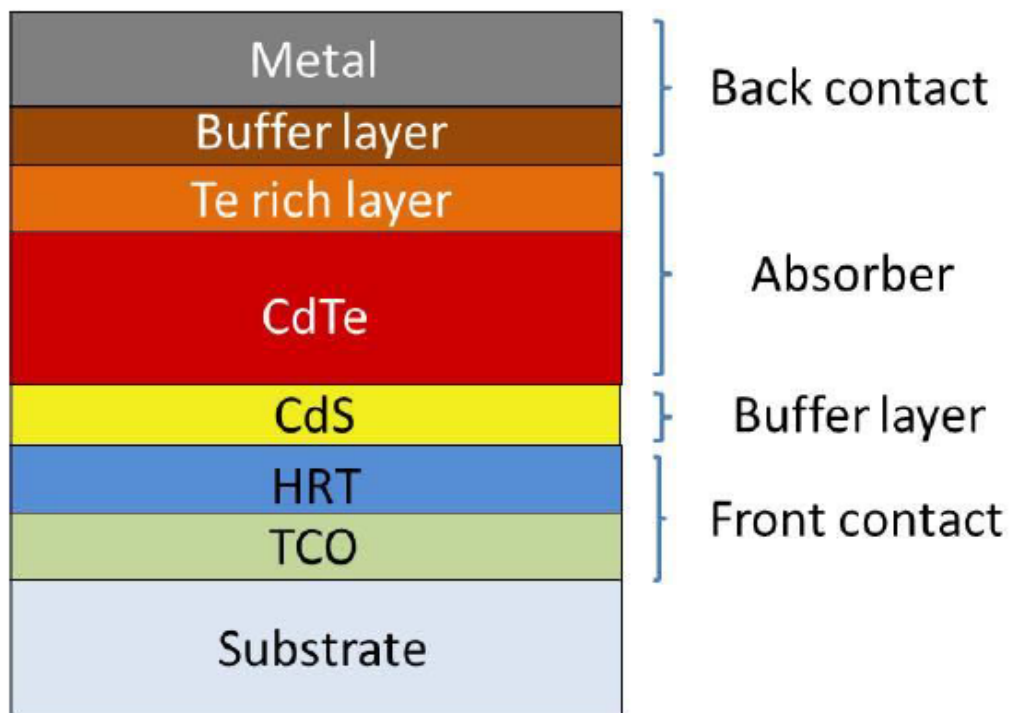 Metal
Buffer layer
Te rich layer
CdTe
CdS
HRT
TCO
Substrate
Back contact
Absorber
Buffer layer
Front contact